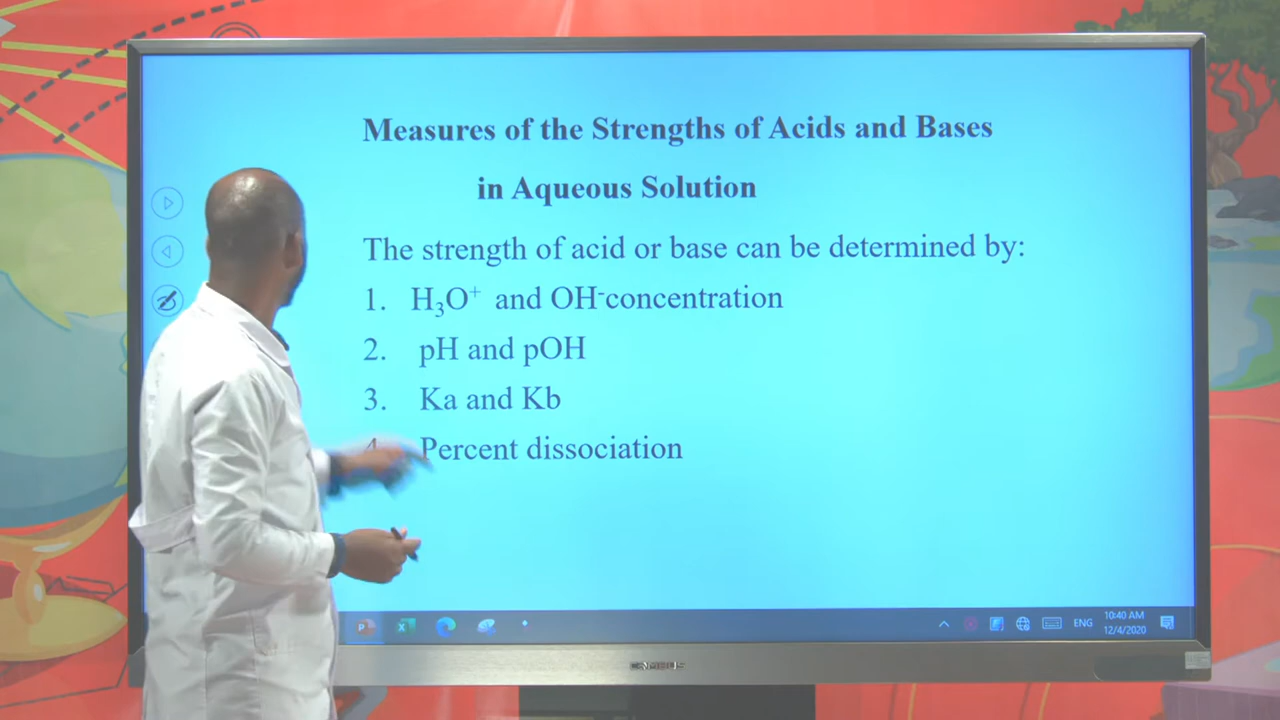 Measures of the Strengths of Acids and Bases
in Aqueous Solution
The strength of acid or base can be determined by:
1. H₃O⁺ and OH⁻concentration
2. pH and pOH
3. Ka and Kb
4. Percent dissociation
ENG
10:40 AM
12/4/2020